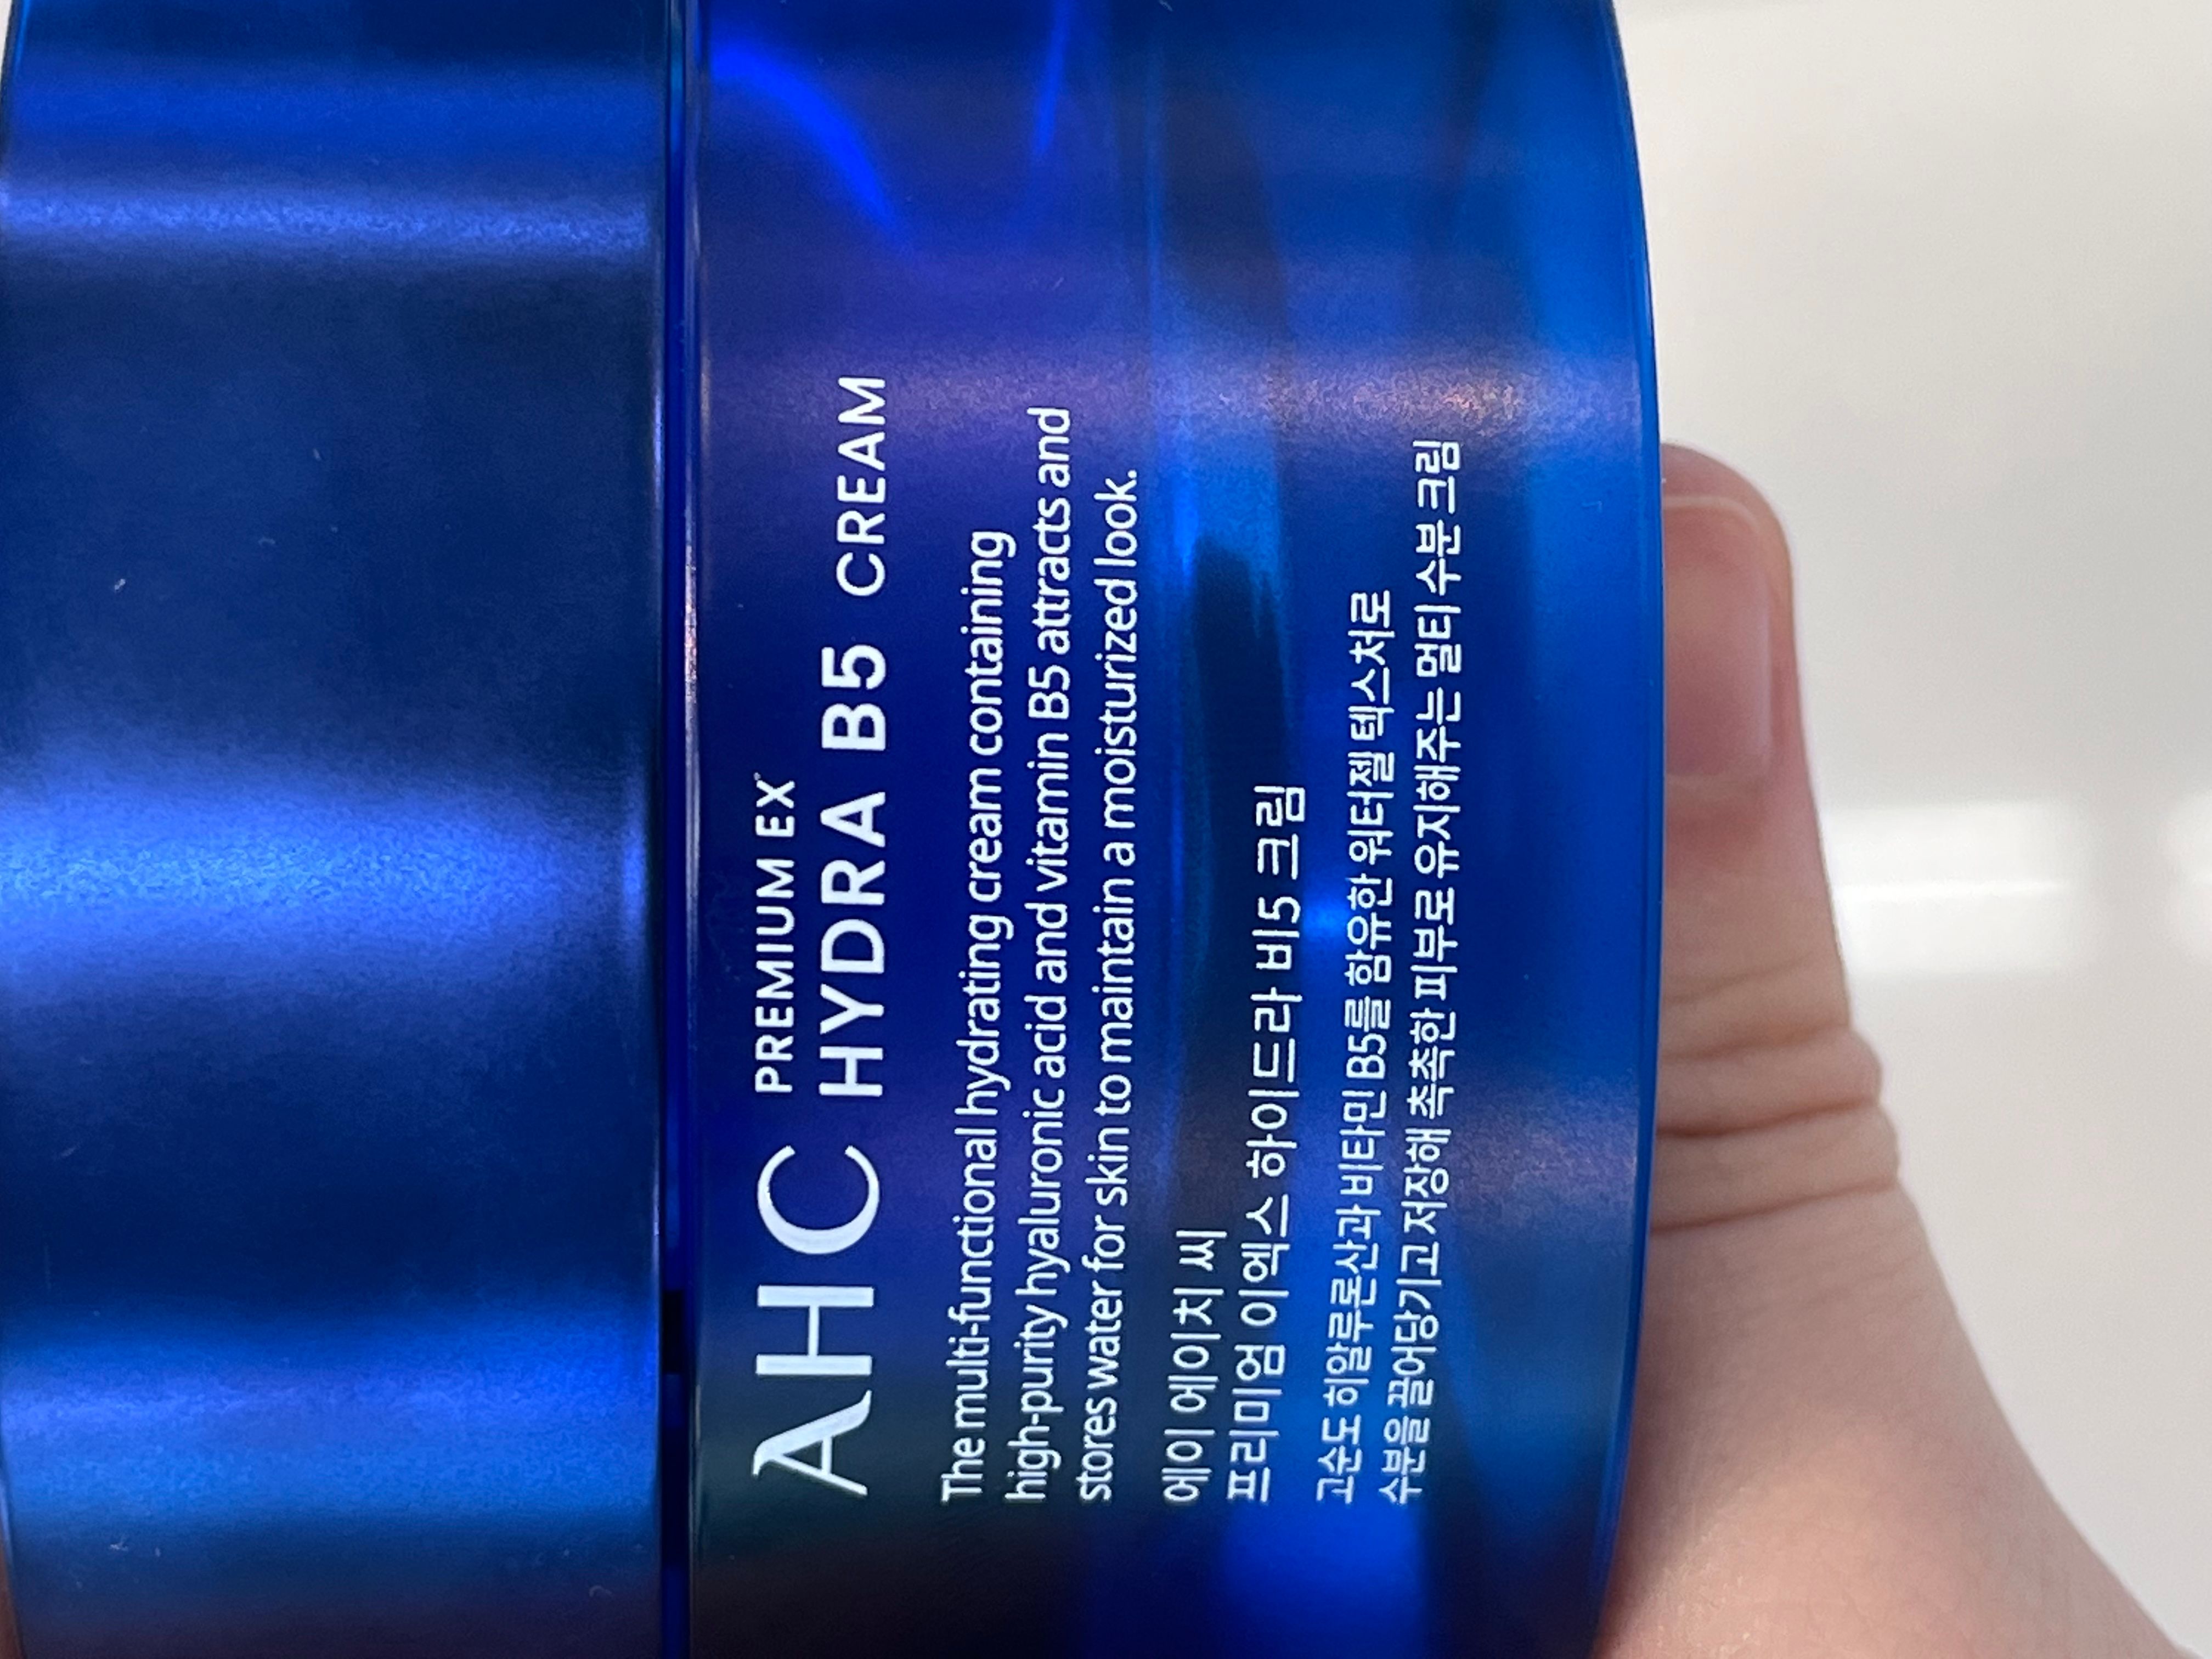 AHC PREMIUM EX
HYDRA B5 CREAM
The multi-functional hydrating cream containing
high-purity hyaluronic acid and vitamin B5 attracts and
stores water for skin to maintain a moisturized look.
에이 에이치 씨
프리미엄 이엑스 하이드라 비5 크림
고순도 히알루론산과 비타민 B5를 함유한 워터젤 텍스처로
수분을 끌어당기고 저장해 촉촉한 피부로 유지해주는 멀티 수분 크림